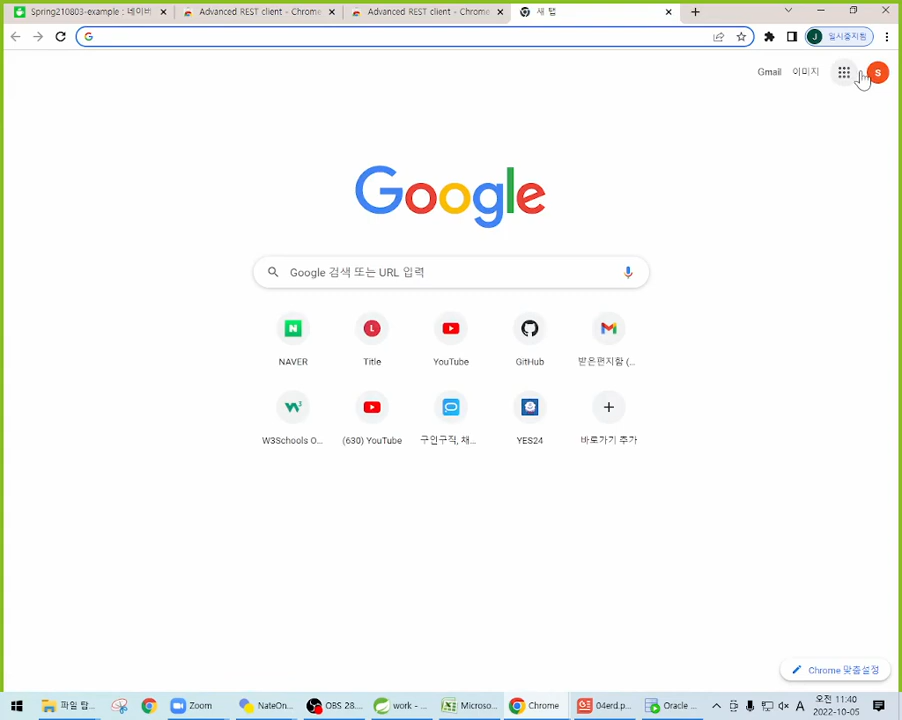 Spring210803-example : 네이버
Advanced REST client - Chrome
Advanced REST client - Chrome
새 탭
J 일시중지됨
Gmail 이미지 S
Google
Google 검색 또는 URL 입력
N L
NAVER Title YouTube GitHub 받은편지함 (...
W3Schools O... (630) YouTube 구인구직, 채... YES24 바로가기 추가
Chrome 맞춤설정
파일 탐... Zoom NateOn... OBS 28.... work - ... Microso... Chrome 04erd.p... Oracle ... A
오전 11:40
2022-10-05